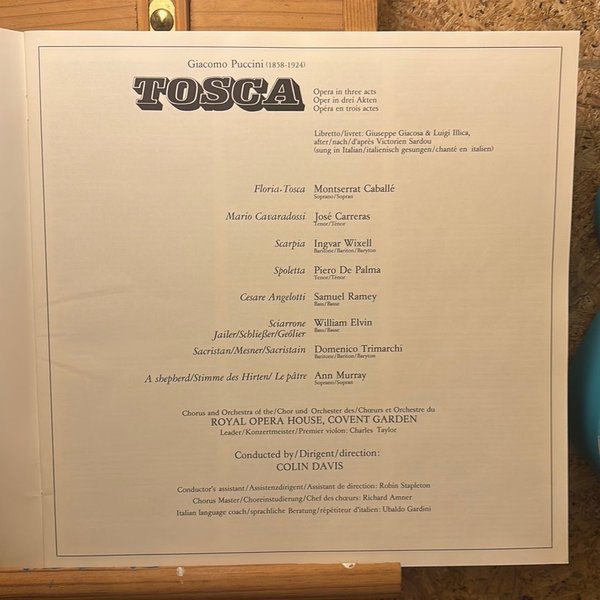 Giacomo Puccini (1858-1924)
TOSCA
Opera in three acts
Oper in drei Akten
Opéra en trois actes
Libretto/livret: Giuseppe Giacosa & Luigi Illica,
after/nach/d'après Victorien Sardou
(sung in Italian/italienisch gesungen/chanté en italien)
Floria-Tosca Montserrat Caballé
Soprano/Sopran
Mario Cavaradossi José Carreras
Tenor/Ténor
Scarpia Ingvar Wixell
Baritone/Bariton/Baryton
Spoletta Piero De Palma
Tenor/Ténor
Cesare Angelotti Samuel Ramey
Bass/Basse
Sciarrone William Elvin
Jailer/Schließer/Geôlier Bass/Basse
Sacristan/Mesner/Sacristain Domenico Trimarchi
Baritone/Bariton/Baryton
A shepherd/Stimme des Hirten/ Le pâtre Ann Murray
Soprano/Sopran
Chorus and Orchestra of the/Chor und Orchester des/Chœurs et Orchestre du
ROYAL OPERA HOUSE, COVENT GARDEN
Leader/Konzertmeister/Premier violon: Charles Taylor
Conducted by/Dirigent/direction:
COLIN DAVIS
Conductor's assistant/Assistenzdirigent/Assistant de direction: Robin Stapleton
Chorus Master/Choreinstudierung/Chef des chœurs: Richard Amner
Italian language coach/sprachliche Beratung/répétiteur d'italien: Ubaldo Gardini